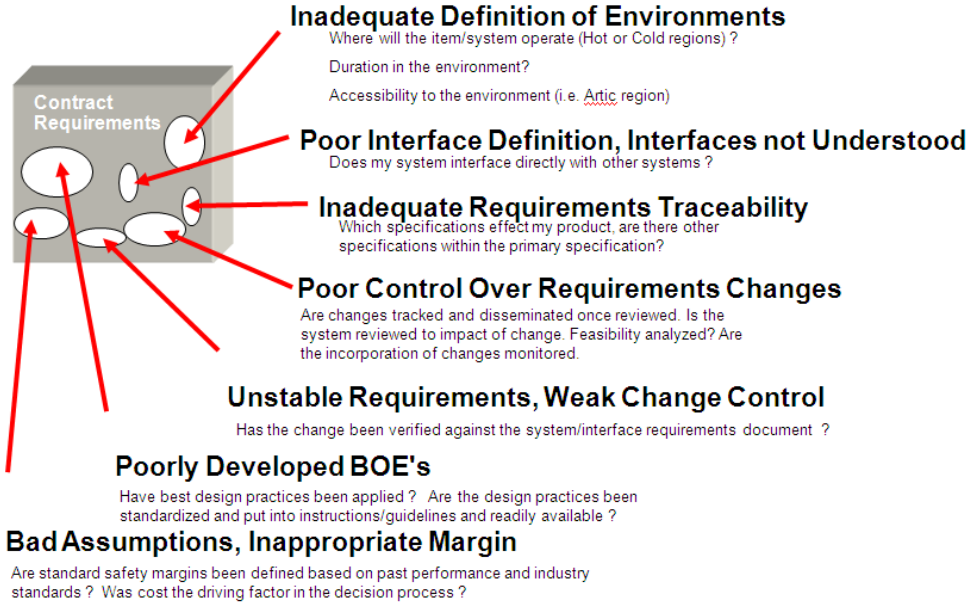 Inadequate Definition of Environments
Where will the item/system operate (Hot or Cold regions) ?
Duration in the environment?
Accessibility to the environment (i.e. Artic region)
Contract
Requirements
Poor Interface Definition, Interfaces not Understood
Does my system interface directly with other systems ?
Inadequate Requirements Traceability
Which specifications effect my product, are there other
specifications within the primary specification?
Poor Control Over Requirements Changes
Are changes tracked and disseminated once reviewed. Is the
system reviewed to impact of change. Feasibility analyzed? Are
the incorporation of changes monitored.
Unstable Requirements, Weak Change Control
Has the change been verified against the system/interface requirements document ?
Poorly Developed BOE's
Have best design practices been applied ? Are the design practices been
standardized and put into instructions/guidelines and readily available ?
Bad Assumptions, Inappropriate Margin
Are standard safety margins been defined based on past performance and industry
standards ? Was cost the driving factor in the decision process ?